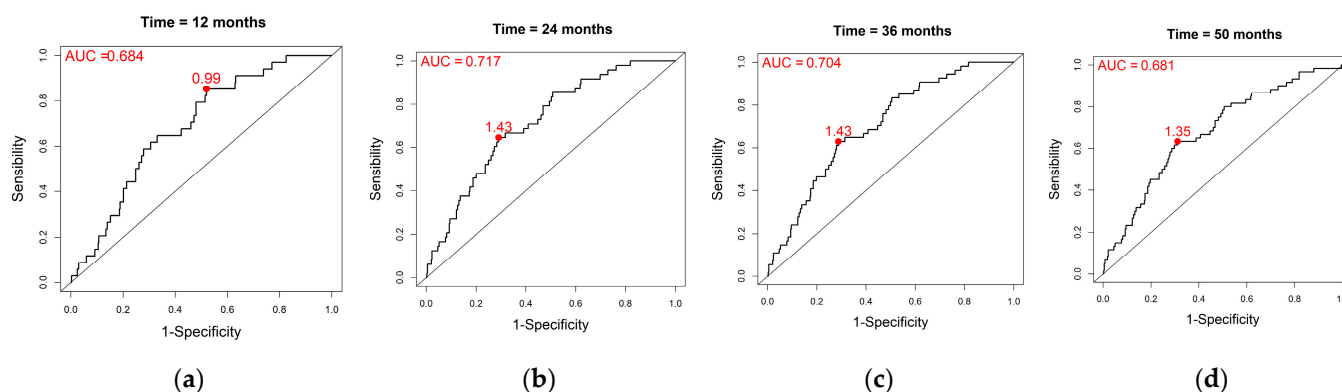 Time = 12 months
AUC =0.684
0.99
Sensibility
0.0 0.2 0.4 0.6 0.8 1.0
0.0 0.2 0.4 0.6 0.8 1.0
1-Specificity
(a)
Time = 24 months
AUC = 0.717
1.43
Sensibility
0.0 0.2 0.4 0.6 0.8 1.0
0.0 0.2 0.4 0.6 0.8 1.0
1-Specificity
(b)
Time = 36 months
AUC = 0.704
1.43
Sensibility
0.0 0.2 0.4 0.6 0.8 1.0
0.0 0.2 0.4 0.6 0.8 1.0
1-Specificity
(c)
Time = 50 months
AUC = 0.681
1.35
Sensibility
0.0 0.2 0.4 0.6 0.8 1.0
0.0 0.2 0.4 0.6 0.8 1.0
1-Specificity
(d)